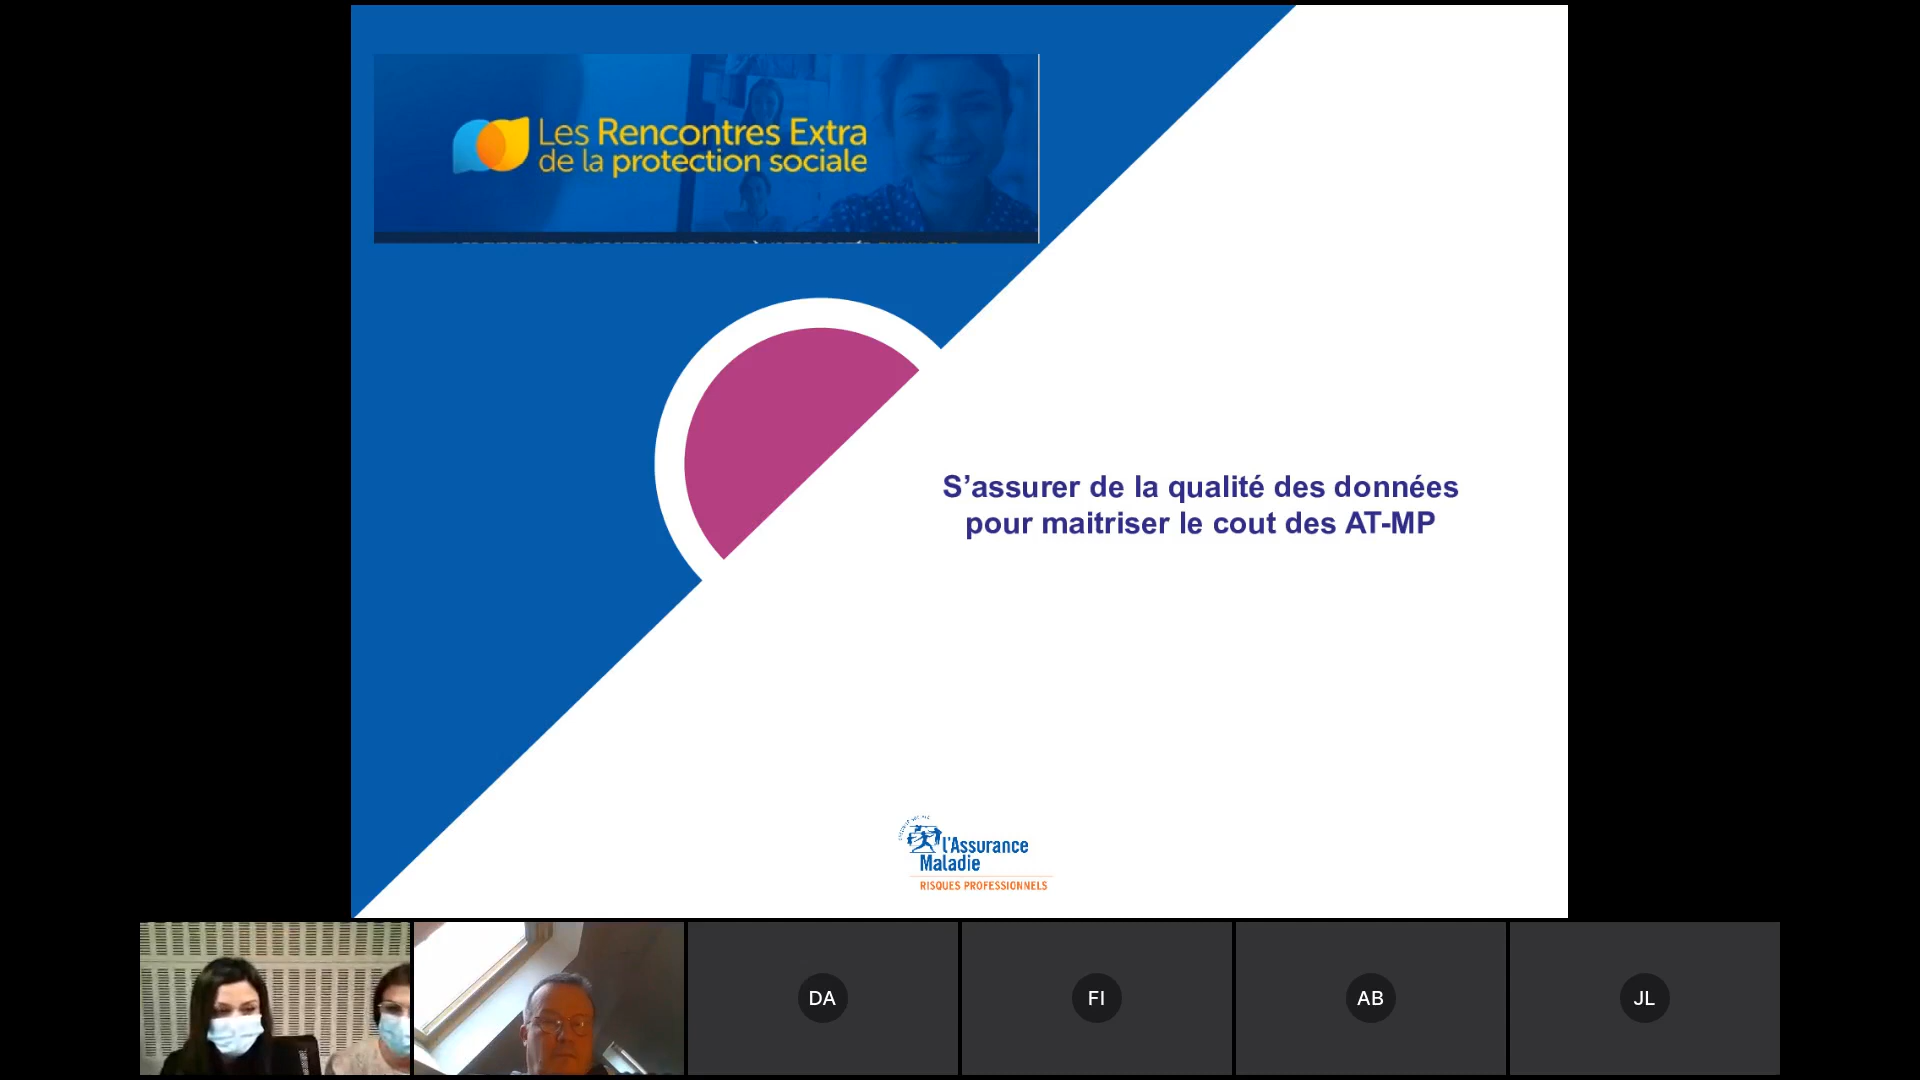 Les Rencontres Extra
de la protection sociale
S’assurer de la qualité des données
pour maitriser le cout des AT-MP
l'Assurance
Maladie
RISQUES PROFESSIONNELS
DA
FI
AB
JL